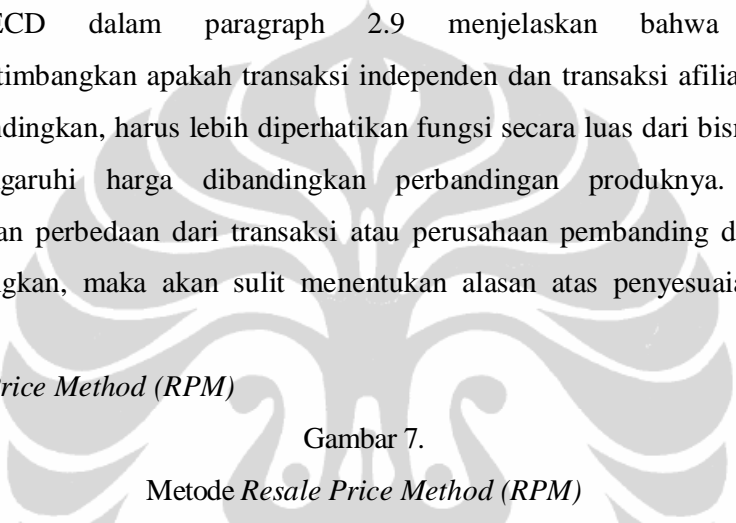 ECD dalam paragraph 2.9 menjelaskan bahwa
timbangkan apakah transaksi independen dan transaksi afilia
ndingkan, harus lebih diperhatikan fungsi secara luas dari bisn
ngaruhi harga dibandingkan perbandingan produknya.
an perbedaan dari transaksi atau perusahaan pembanding d
ngkan, maka akan sulit menentukan alasan atas penyesuaia
Price Method (RPM)
Gambar 7.
Metode Resale Price Method (RPM)